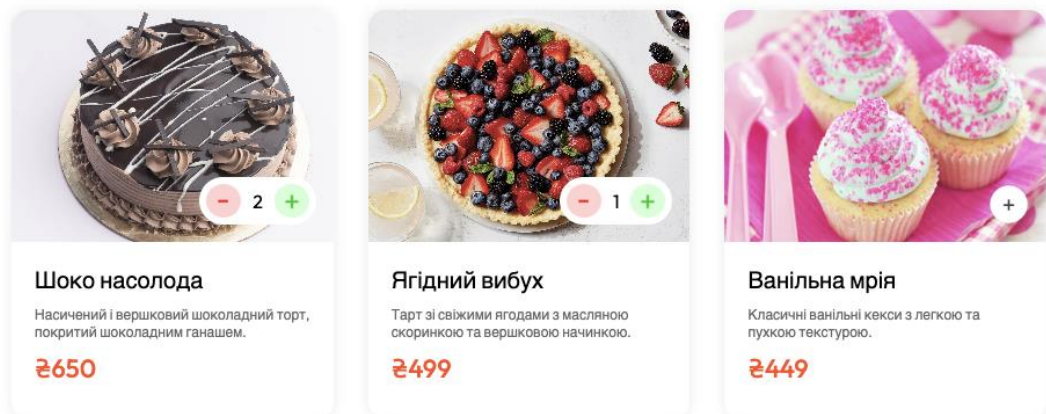 − 2 +
Шоко насолода
Насичений і вершковий шоколадний торт,
покритий шоколадним ганашем.
₴650
− 1 +
Ягідний вибух
Тарт зі свіжими ягодами з масляною
скоринкою та вершковою начинкою.
₴499
+
Ванільна мрія
Класичні ванільні кекси з легкою та
пухкою текстурою.
₴449